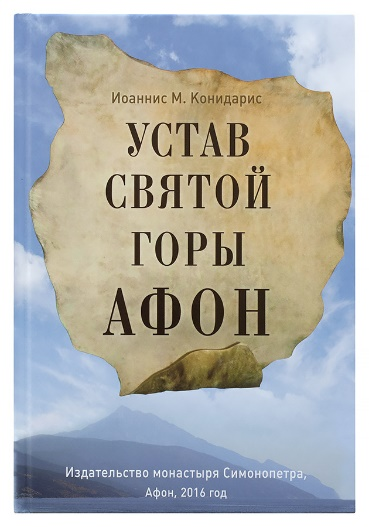 Иоаннис М. Конидарис
УСТАВ
СВЯТОЙ
ГОРЫ
АФОН
Издательство монастыря Симонопетра,
Афон, 2016 год